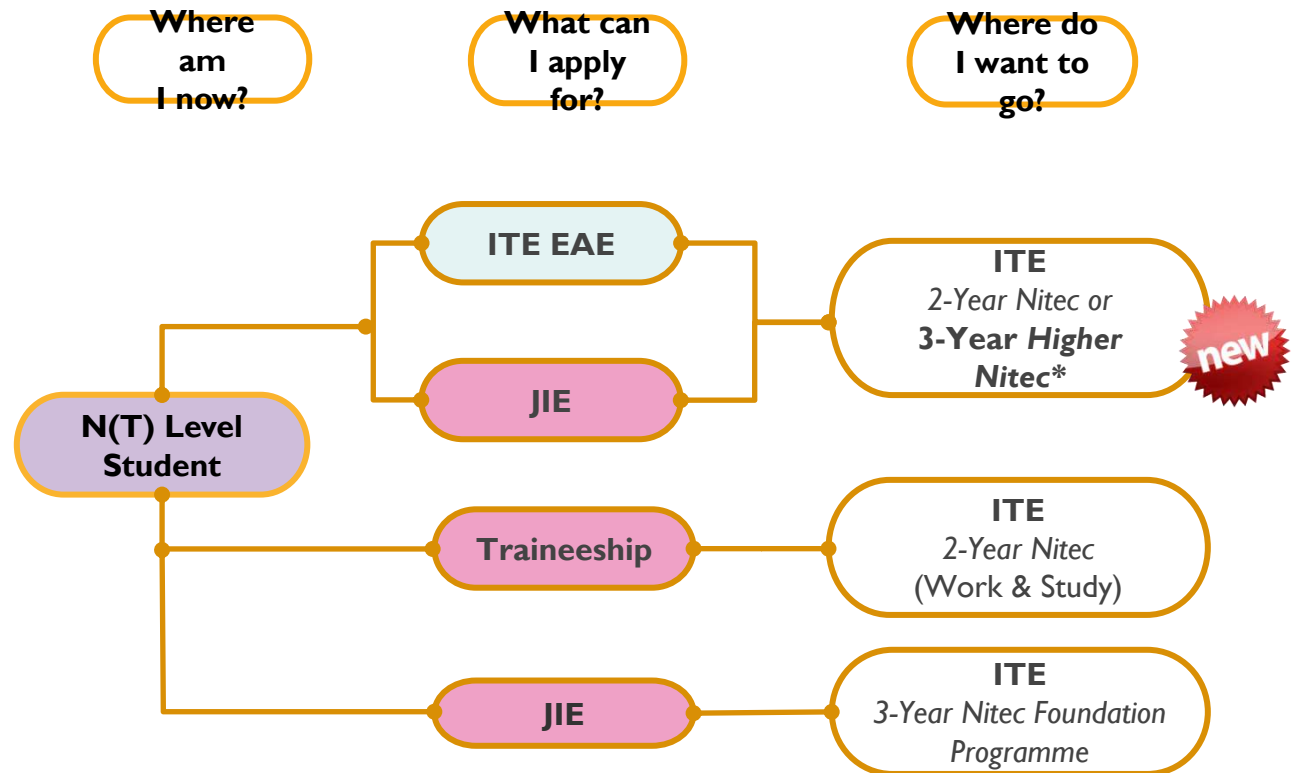 Where
am
I now?
What can
I apply
for?
Where do
I want to
go?
ITE EAE
ITE
2-Year Nitec or
3-Year Higher
Nitec*
new
JIE
N(T) Level
Student
Traineeship
ITE
2-Year Nitec
(Work & Study)
JIE
ITE
3-Year Nitec Foundation
Programme